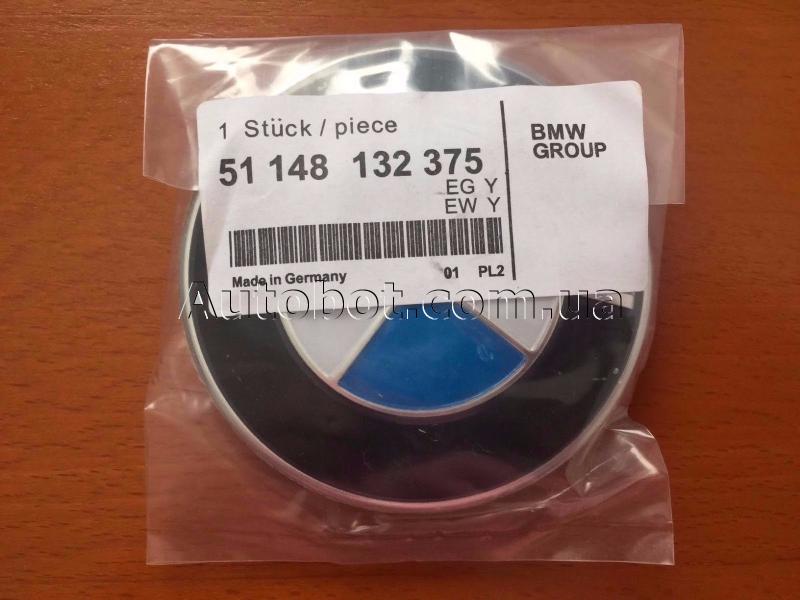 1 Stück / piece
51 148 132 375
EG Y
EW Y
Made in Germany 01 PL2
BMW
GROUP
Autobot.com.ua